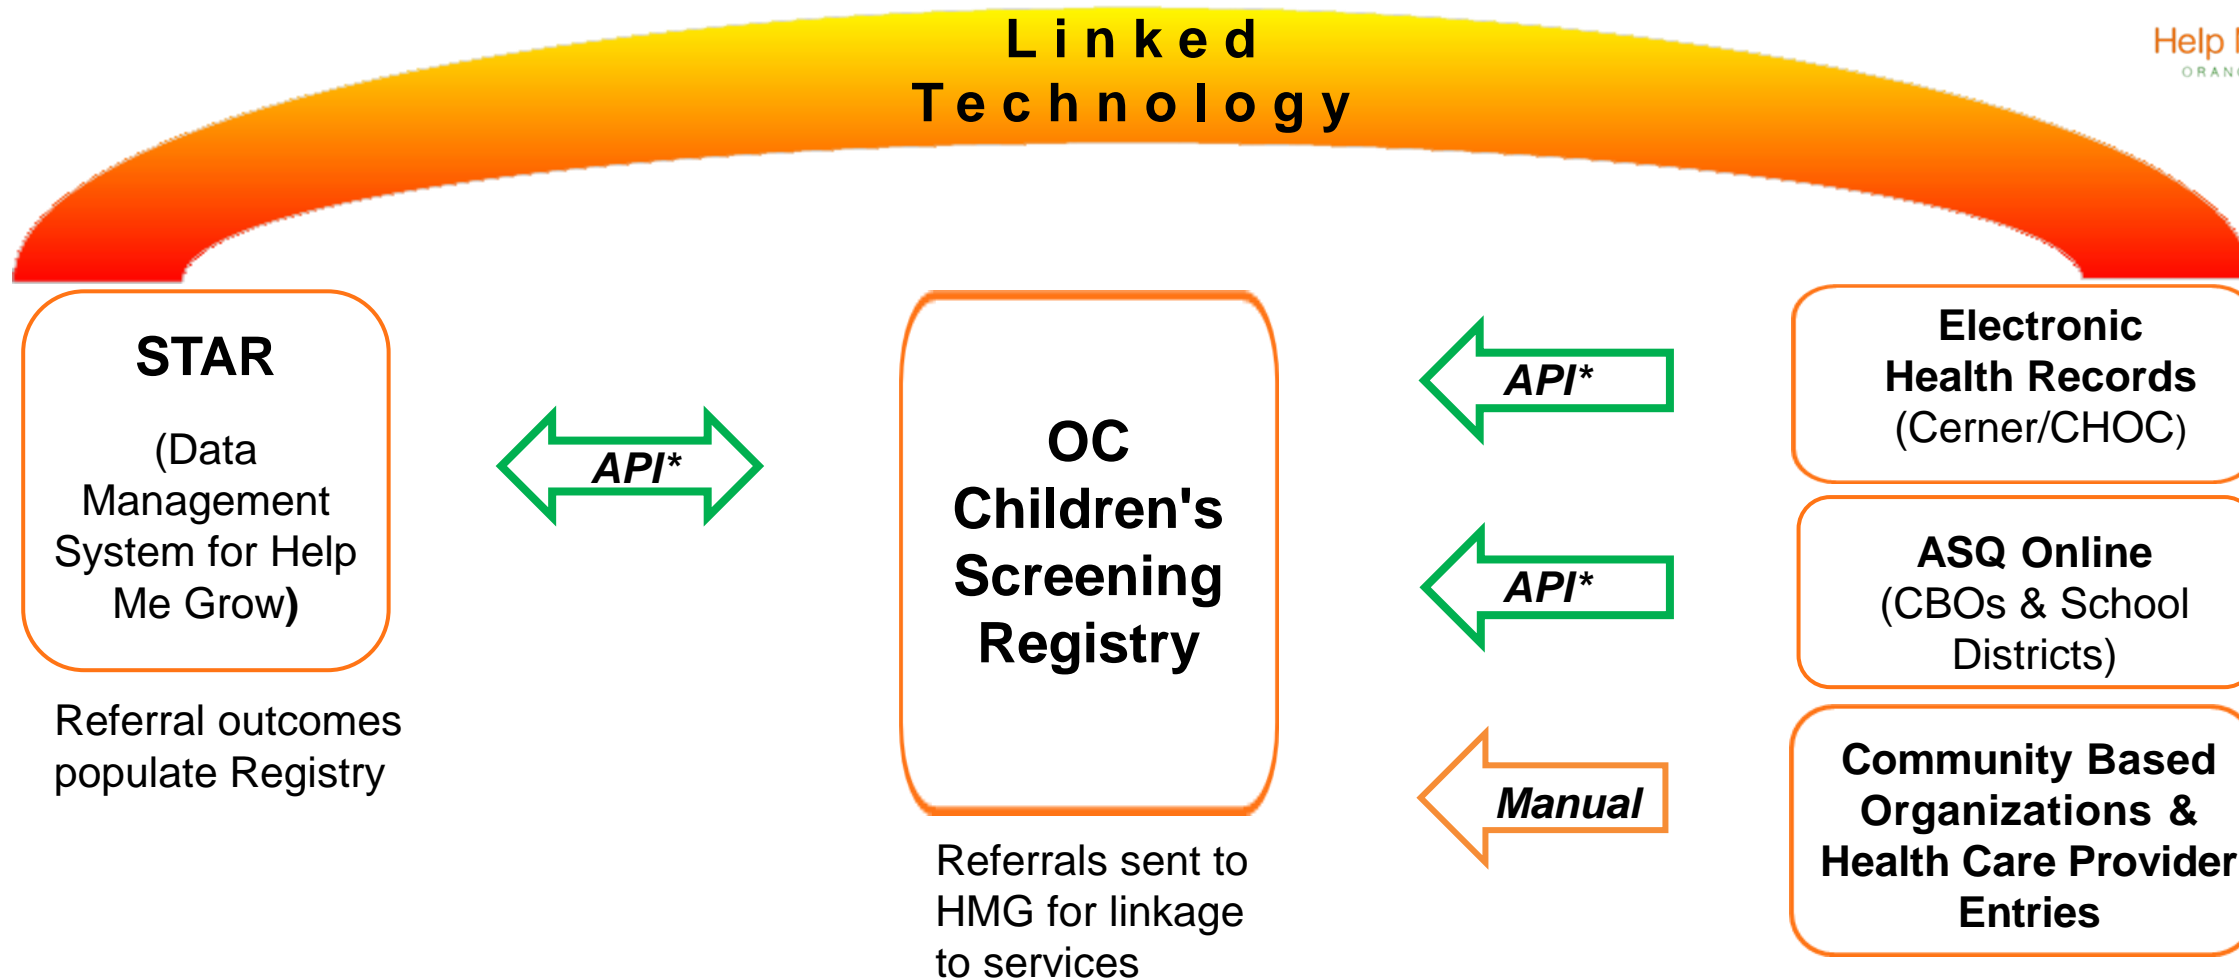 Linked
Technology
Help
STAR
(Data
Management
System for Help
Me Grow)
Referral outcomes
populate Registry
API*
OC
Children's
Screening
Registry
Referrals sent to
HMG for linkage
to services
API*
API*
Manual
Electronic
Health Records
(Cerner/CHOC)
ASQ Online
(CBOs & School
Districts)
Community Based
Organizations &
Health Care Provider
Entries